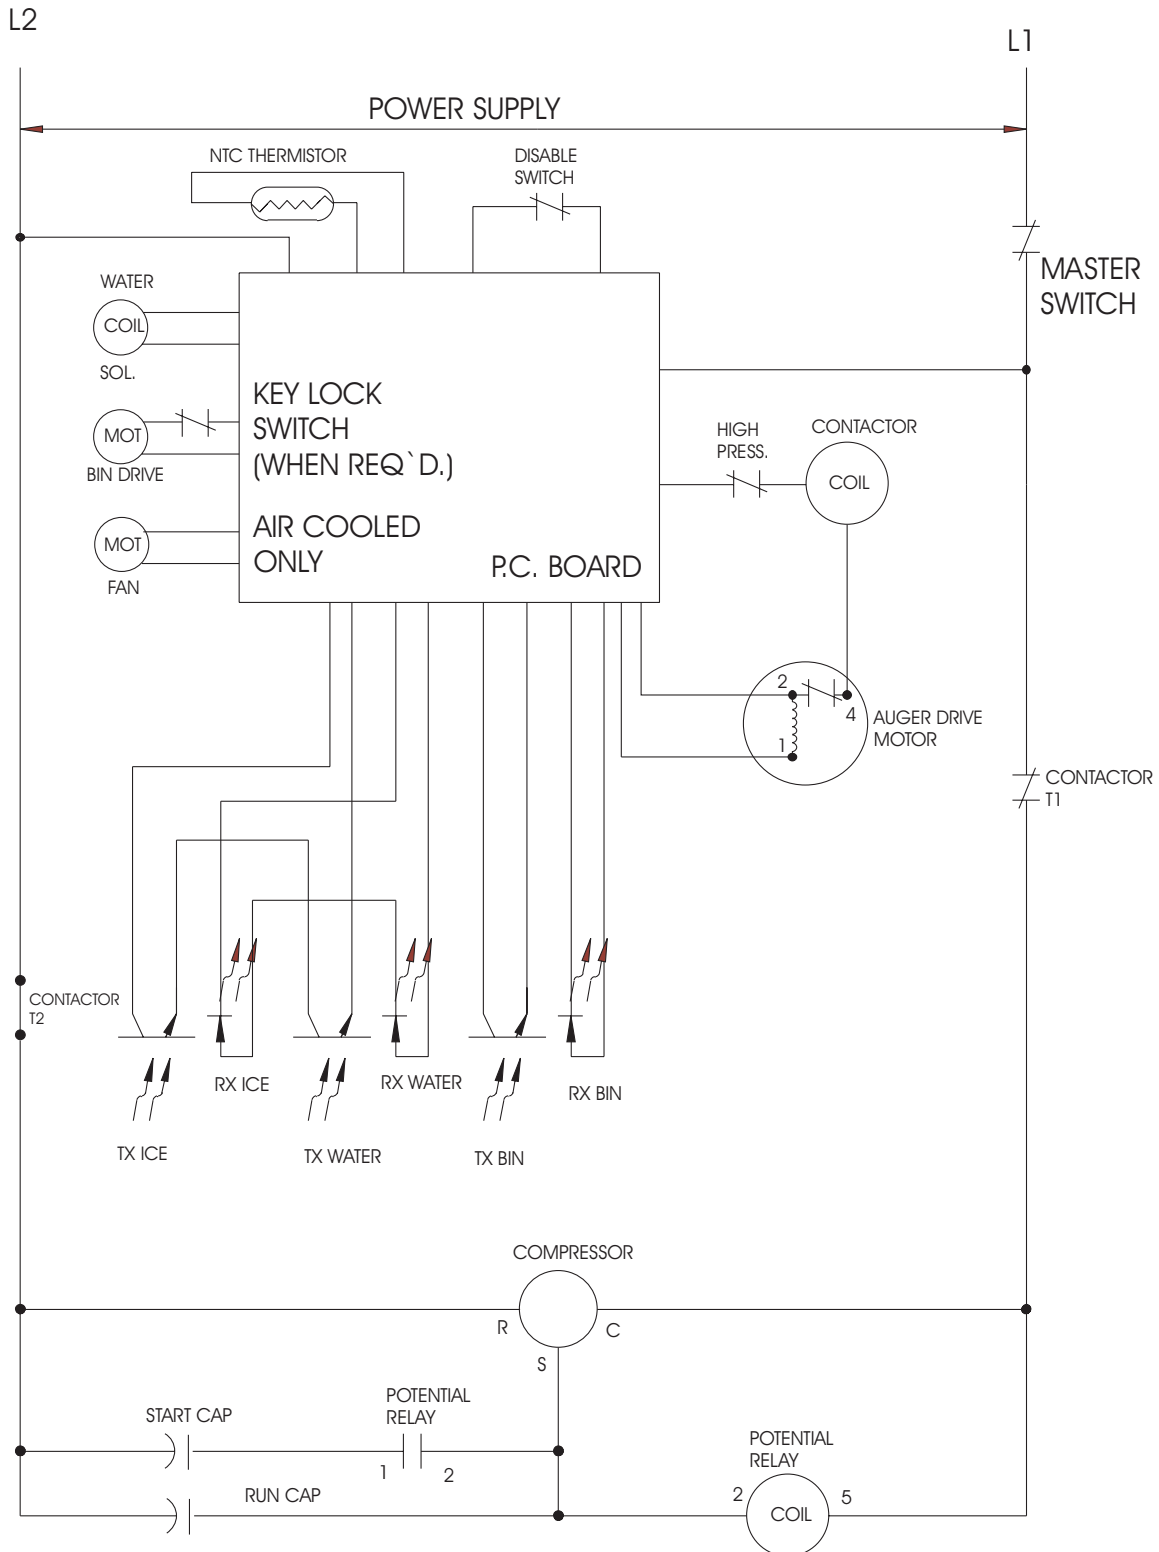 L2
L1
POWER SUPPLY
NTC THERMISTOR
DISABLE
SWITCH
MASTER
SWITCH
WATER
COIL
SOL.
KEY LOCK
SWITCH
(WHEN REQ`D.)
MOT
BIN DRIVE
HIGH
PRESS.
CONTACTOR
COIL
AIR COOLED
ONLY
MOT
FAN
P.C. BOARD
2
4
1
AUGER DRIVE
MOTOR
CONTACTOR
T1
CONTACTOR
T2
RX ICE
RX WATER
RX BIN
TX ICE
TX WATER
TX BIN
COMPRESSOR
R
C
S
START CAP
POTENTIAL
RELAY
1
2
RUN CAP
POTENTIAL
RELAY
2
5
COIL